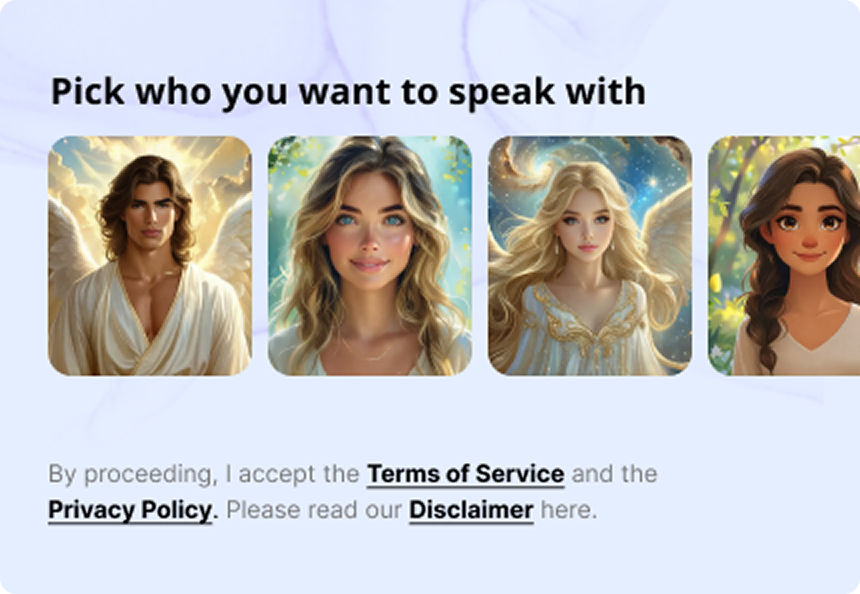 Pick who you want to speak with
By proceeding, I accept the Terms of Service and the
Privacy Policy. Please read our Disclaimer here.